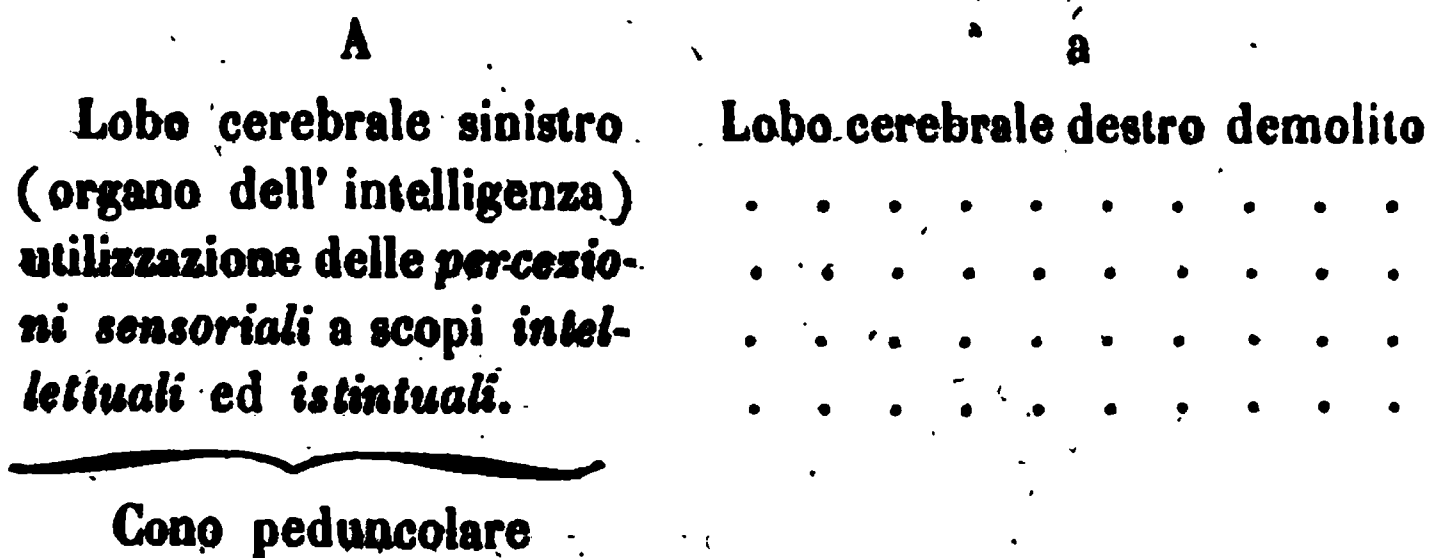 A
Lobo cerebrale sinistro
(organo dell' intelligenza)
utilizzazione delle percezio-
ni sensoriali a scopi intel-
lettuali ed istintuali.
Cono peduncolare
a
Lobo cerebrale destro demolito
. . . . . . . . . .
. . . . . . . . . .
. . . . . . . . . .
. . . . . . . . . .